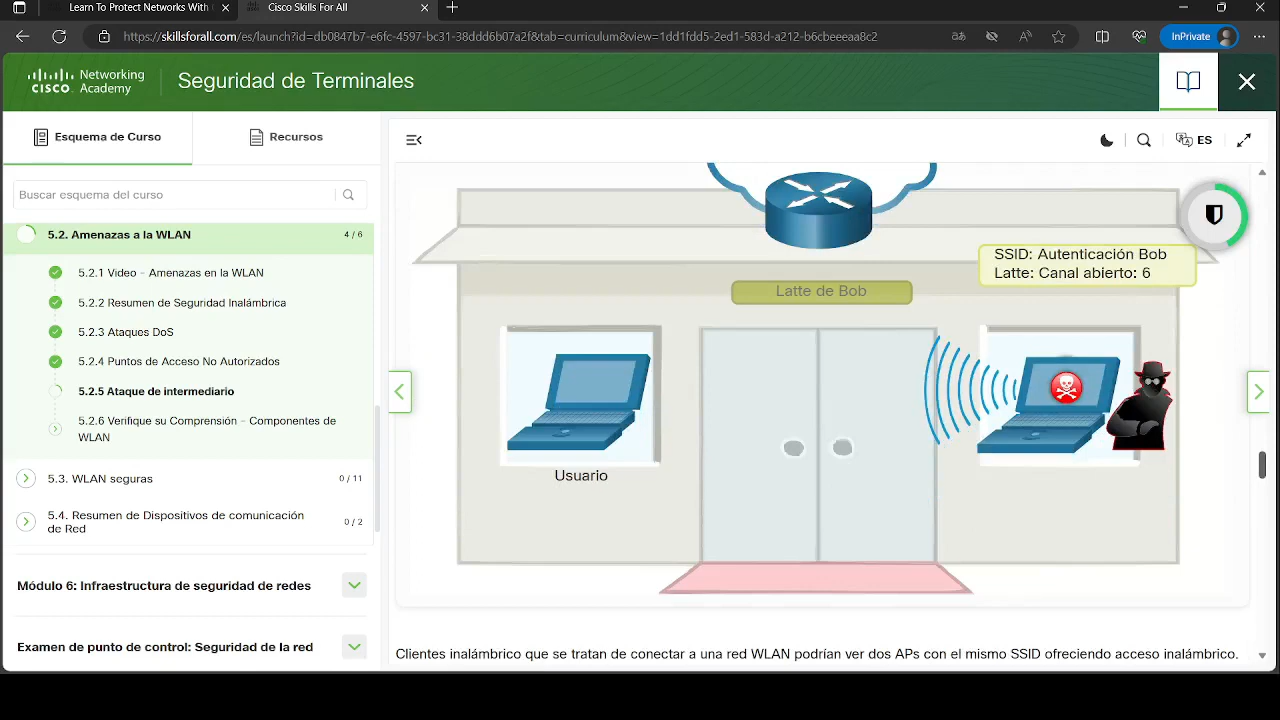 Learn To Protect Networks With
Cisco Skills For All
https://skillsforall.com/es/launch?id=db0847b7-e6fc-4597-bc31-38ddd6b07a2f&tab=curriculum&view=1dd1fdd5-2ed1-583d-a212-b6cbeeeaa8c2
InPrivate
Networking
CISCO Academy
Seguridad de Terminales
Esquema de Curso
Recursos
ES
Buscar esquema del curso
5.2. Amenazas a la WLAN 4 / 6
5.2.1 Video – Amenazas en la WLAN
5.2.2 Resumen de Seguridad Inalámbrica
5.2.3 Ataques DoS
5.2.4 Puntos de Acceso No Autorizados
5.2.5 Ataque de intermediario
5.2.6 Verifique su Comprensión – Componentes de
WLAN
5.3. WLAN seguras 0 / 11
5.4. Resumen de Dispositivos de comunicación
de Red 0 / 2
Módulo 6: Infraestructura de seguridad de redes
Examen de punto de control: Seguridad de la red
SSID: Autenticación Bob
Latte: Canal abierto: 6
Latte de Bob
Usuario
Clientes inalámbrico que se tratan de conectar a una red WLAN podrían ver dos APs con el mismo SSID ofreciendo acceso inalámbrico.